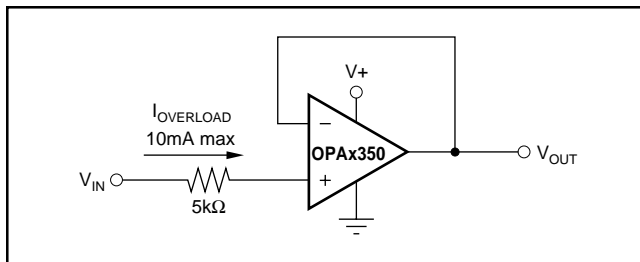 V+
I_OVERLOAD
10mA max
−
OPAx350
V_OUT
V_IN
+
5kΩ